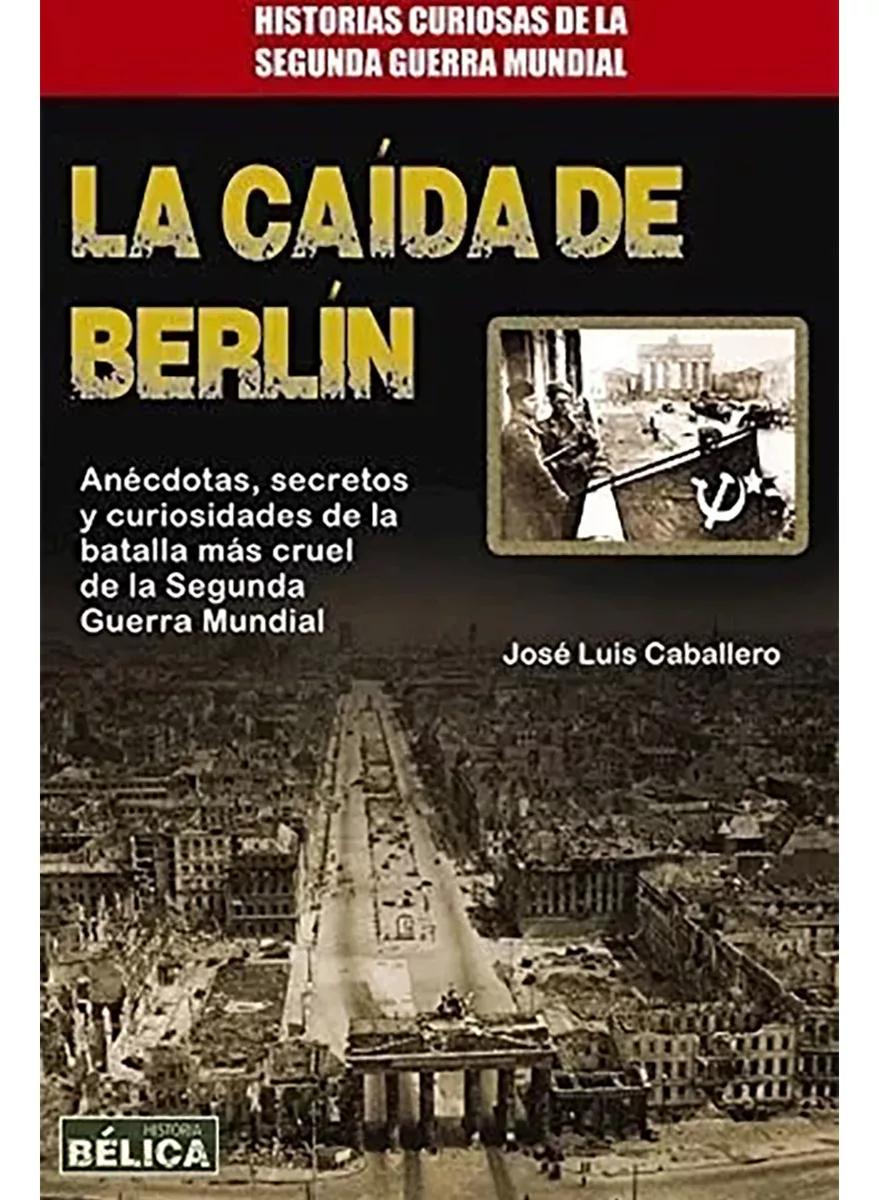 HISTORIAS CURIOSAS DE LA
SEGUNDA GUERRA MUNDIAL
LA CAÍDA DE
BERLÍN
Anécdotas, secretos
y curiosidades de la
batalla más cruel
de la Segunda
Guerra Mundial
José Luis Caballero
HISTORIA
BÉLICA